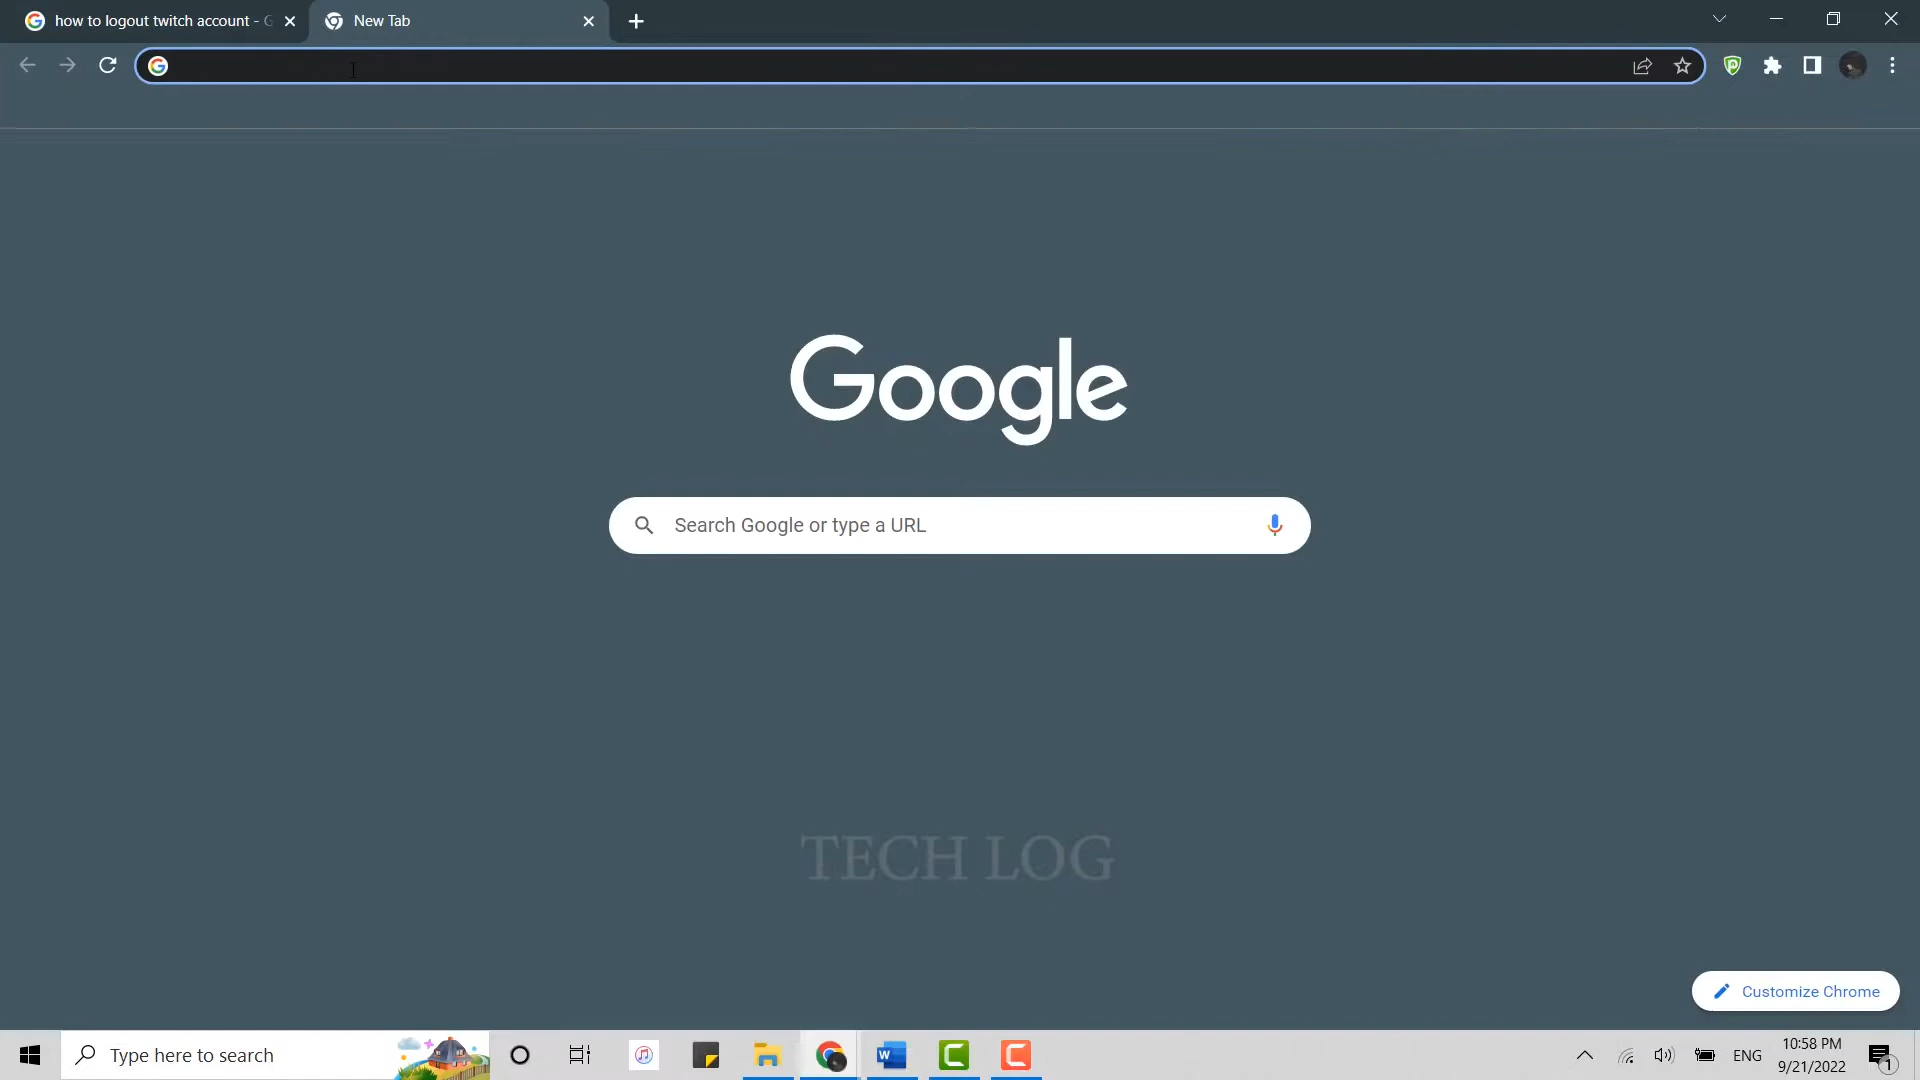 how to logout twitch account - G
New Tab
Google
Search Google or type a URL
TECH LOG
Customize Chrome
Type here to search
ENG
10:58 PM
9/21/2022
1